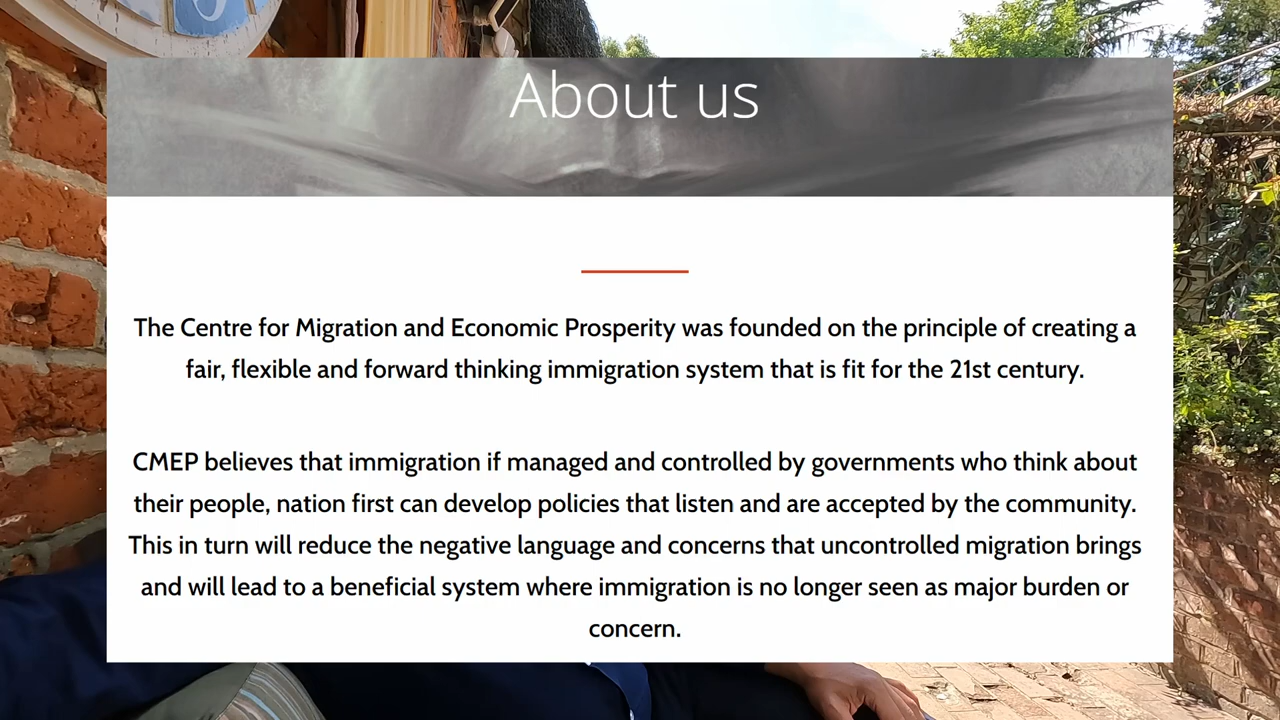 About us
The Centre for Migration and Economic Prosperity was founded on the principle of creating a
fair, flexible and forward thinking immigration system that is fit for the 21st century.
CMEP believes that immigration if managed and controlled by governments who think about
their people, nation first can develop policies that listen and are accepted by the community.
This in turn will reduce the negative language and concerns that uncontrolled migration brings
and will lead to a beneficial system where immigration is no longer seen as major burden or
concern.